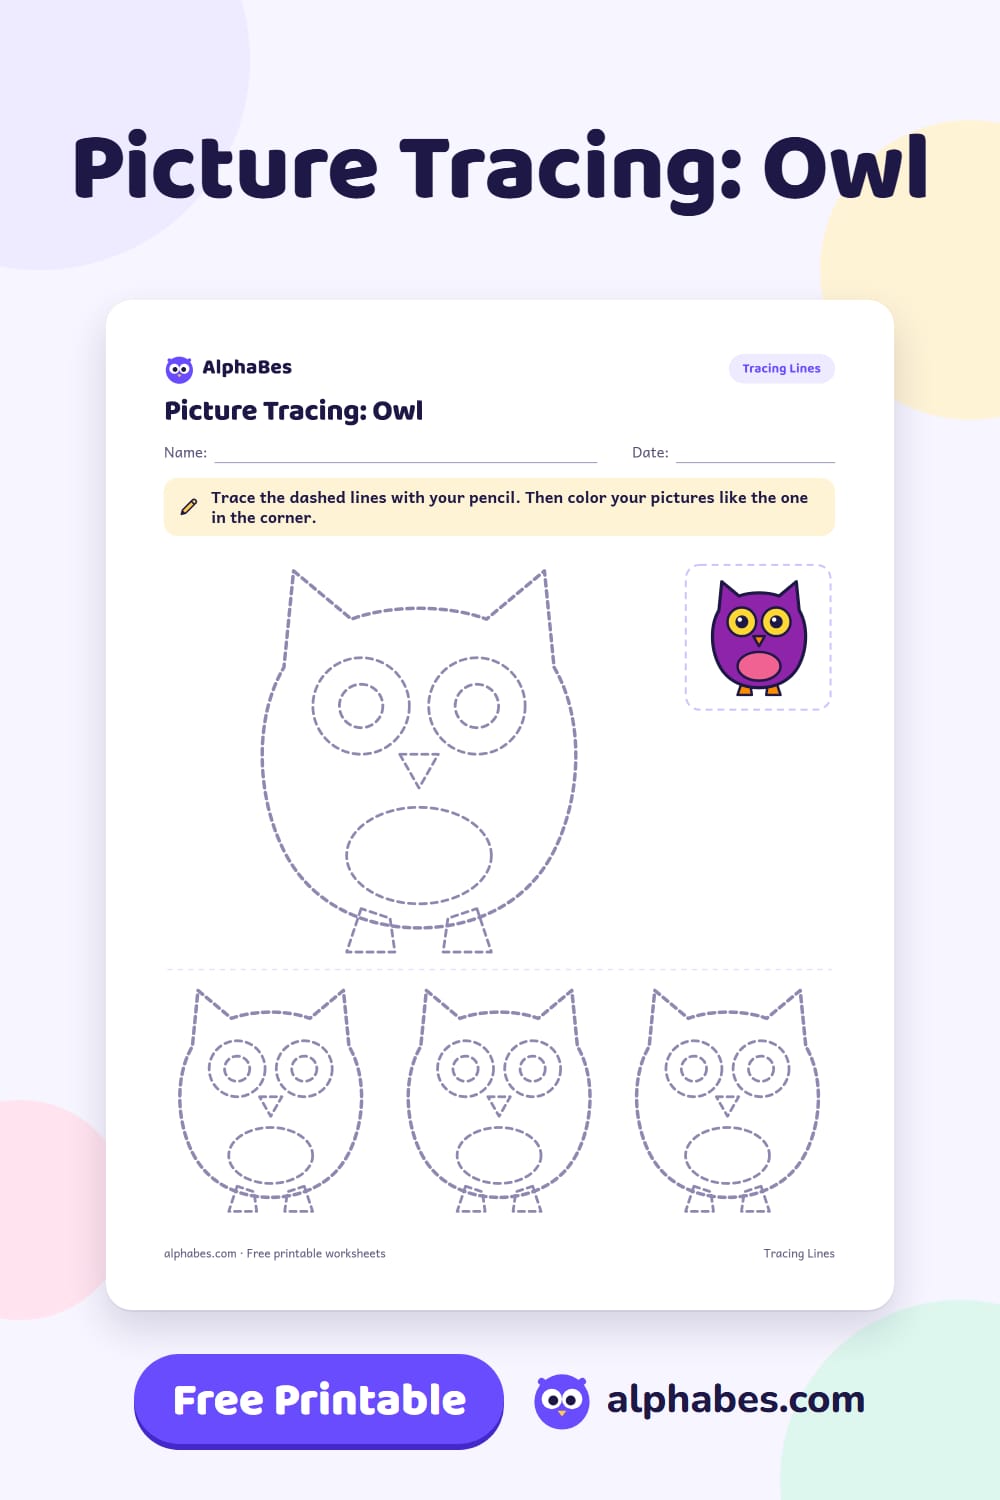 Picture Tracing: Owl
AlphaBes
Tracing Lines
Picture Tracing: Owl
Name:
Date:
Trace the dashed lines with your pencil. Then color your pictures like the one
in the corner.
alphabes.com · Free printable worksheets
Tracing Lines
Free Printable
alphabes.com